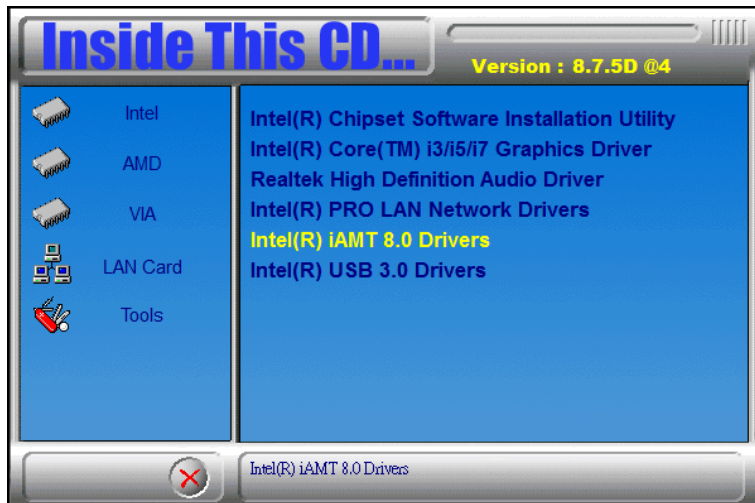 Inside This CD...
Version : 8.7.5D @4
Intel
AMD
VIA
LAN Card
Tools
Intel(R) Chipset Software Installation Utility
Intel(R) Core(TM) i3/i5/i7 Graphics Driver
Realtek High Definition Audio Driver
Intel(R) PRO LAN Network Drivers
Intel(R) iAMT 8.0 Drivers
Intel(R) USB 3.0 Drivers
Intel(R) iAMT 8.0 Drivers